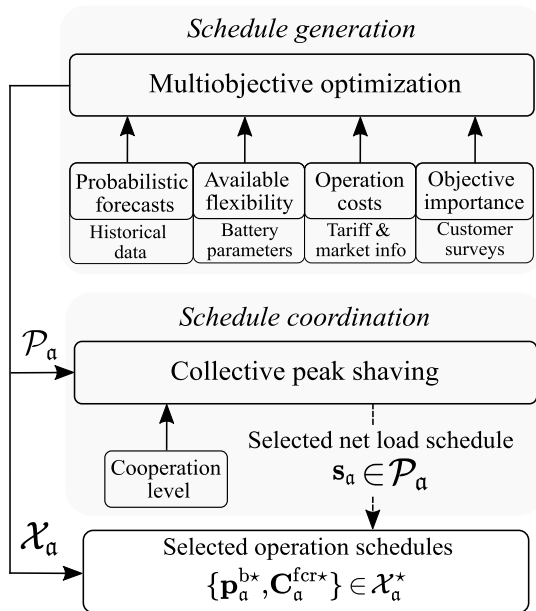 Schedule generation
Multiobjective optimization
Probabilistic
forecasts
Historical
data
Available
flexibility
Battery
parameters
Operation
costs
Tariff &
market info
Objective
importance
Customer
surveys
Schedule coordination
𝒫𝔞
Collective peak shaving
Cooperation
level
Selected net load schedule
𝐬𝔞 ∈ 𝒫𝔞
𝒳𝔞
Selected operation schedules
{𝐩𝔞^b⋆, 𝐂𝔞^fcr⋆} ∈ 𝒳𝔞^⋆